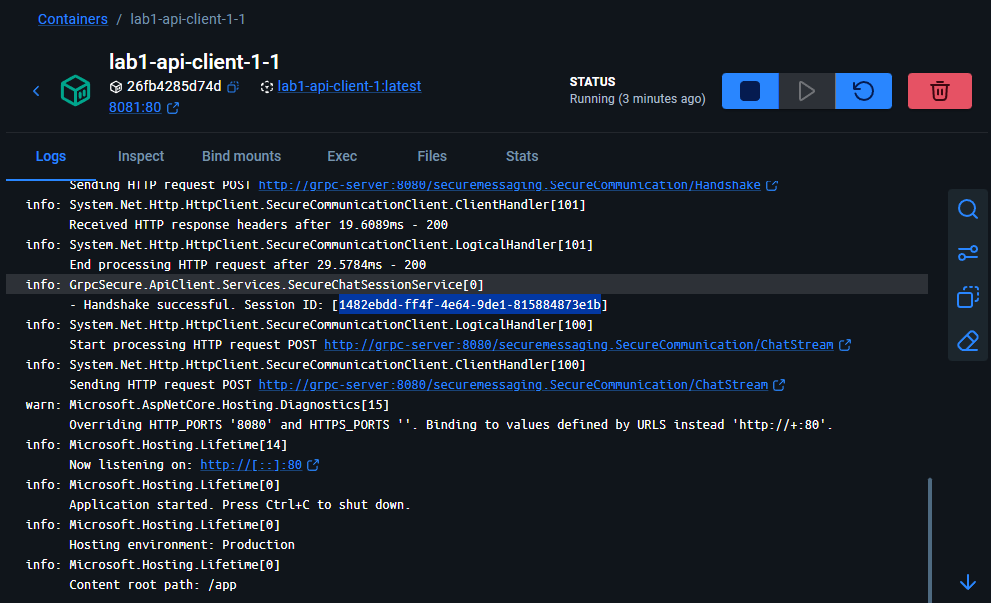 Containers / lab1-api-client-1-1
lab1-api-client-1-1
26fb4285d74d lab1-api-client-1:latest
8081:80
STATUS
Running (3 minutes ago)
Logs Inspect Bind mounts Exec Files Stats
Sending HTTP request POST http://grpc-server:8080/securemessaging.SecureCommunication/Handshake
info: System.Net.Http.HttpClient.SecureCommunicationClient.ClientHandler[101]
Received HTTP response headers after 19.6089ms - 200
info: System.Net.Http.HttpClient.SecureCommunicationClient.LogicalHandler[101]
End processing HTTP request after 29.5784ms - 200
info: GrpcSecure.ApiClient.Services.SecureChatSessionService[0]
- Handshake successful. Session ID: [1482ebdd-ff4f-4e64-9de1-815884873e1b]
info: System.Net.Http.HttpClient.SecureCommunicationClient.LogicalHandler[100]
Start processing HTTP request POST http://grpc-server:8080/securemessaging.SecureCommunication/ChatStream
info: System.Net.Http.HttpClient.SecureCommunicationClient.ClientHandler[100]
Sending HTTP request POST http://grpc-server:8080/securemessaging.SecureCommunication/ChatStream
warn: Microsoft.AspNetCore.Hosting.Diagnostics[15]
Overriding HTTP_PORTS '8080' and HTTPS_PORTS ''. Binding to values defined by URLS instead 'http://+:80'.
info: Microsoft.Hosting.Lifetime[14]
Now listening on: http://[::]:80
info: Microsoft.Hosting.Lifetime[0]
Application started. Press Ctrl+C to shut down.
info: Microsoft.Hosting.Lifetime[0]
Hosting environment: Production
info: Microsoft.Hosting.Lifetime[0]
Content root path: /app